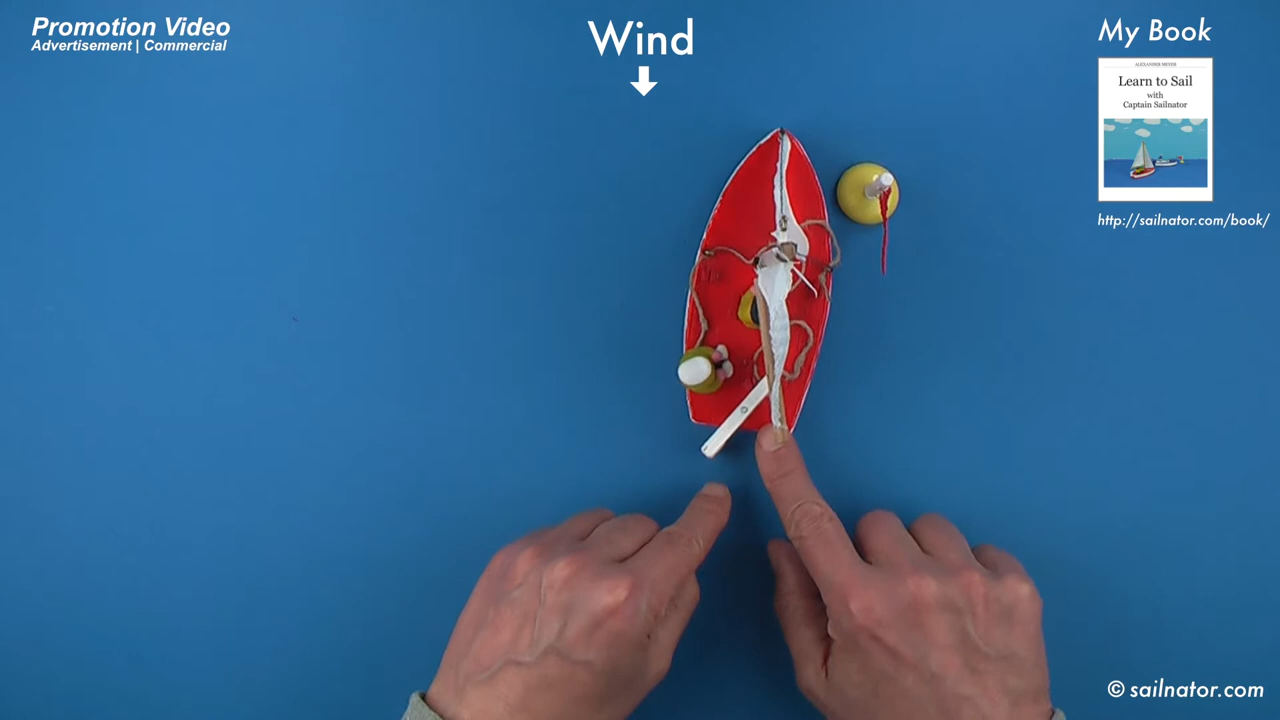 Promotion Video
Advertisement | Commercial
Wind
My Book
ALEXANDER MEYER
Learn to Sail
with
Captain Sailnator
http://sailnator.com/book/
© sailnator.com